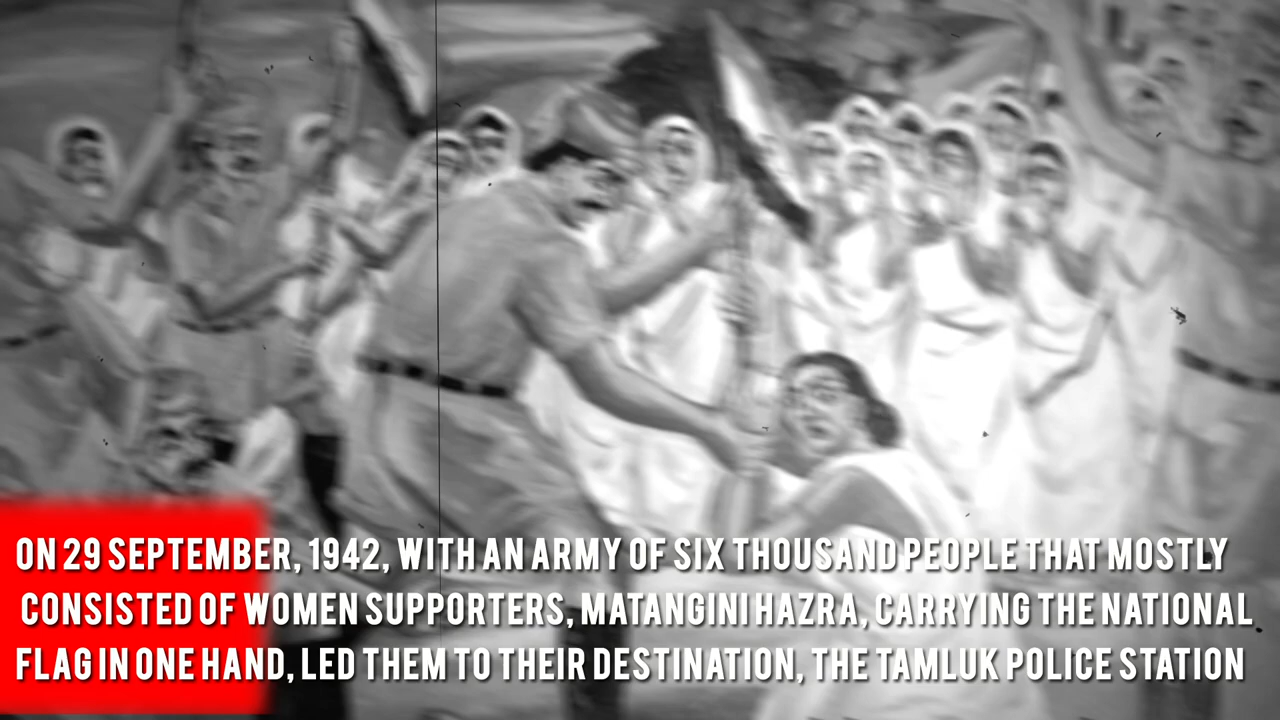 ON 29 SEPTEMBER, 1942, WITH AN ARMY OF SIX THOUSAND PEOPLE THAT MOSTLY
CONSISTED OF WOMEN SUPPORTERS, MATANGINI HAZRA, CARRYING THE NATIONAL
FLAG IN ONE HAND, LED THEM TO THEIR DESTINATION, THE TAMLUK POLICE STATION